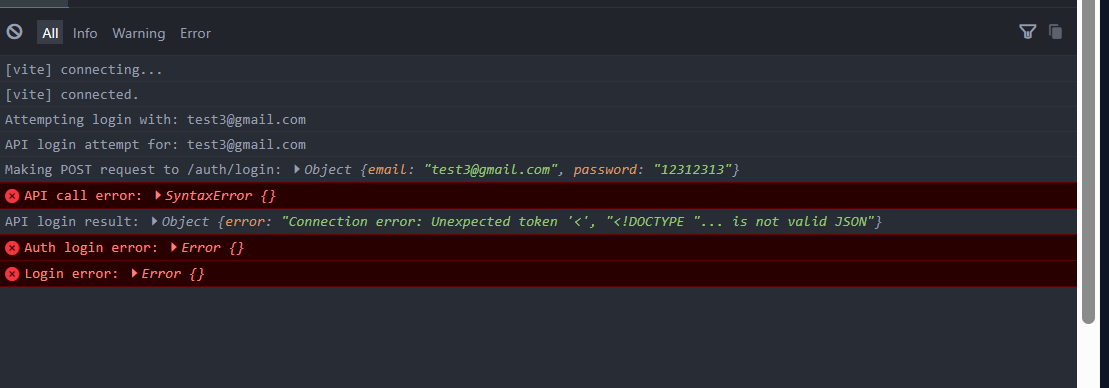 All Info Warning Error
[vite] connecting...
[vite] connected.
Attempting login with: test3@gmail.com
API login attempt for: test3@gmail.com
Making POST request to /auth/login: Object {email: "test3@gmail.com", password: "12313213"}
API call error: SyntaxError {}
API login result: Object {error: "Connection error: Unexpected token '<', "<!DOCTYPE "... is not valid JSON"}
Auth login error: Error {}
Login error: Error {}